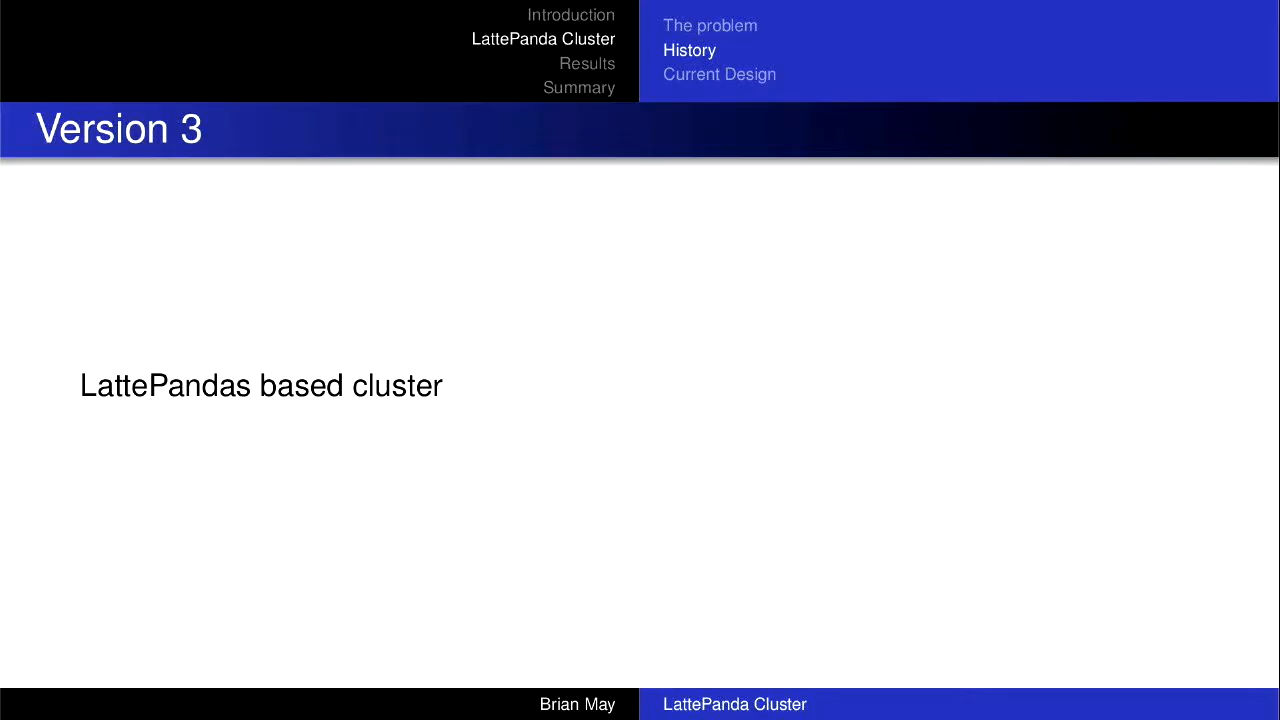 Introduction
LattePanda Cluster
Results
Summary
The problem
History
Current Design
Version 3
LattePandas based cluster
Brian May
LattePanda Cluster